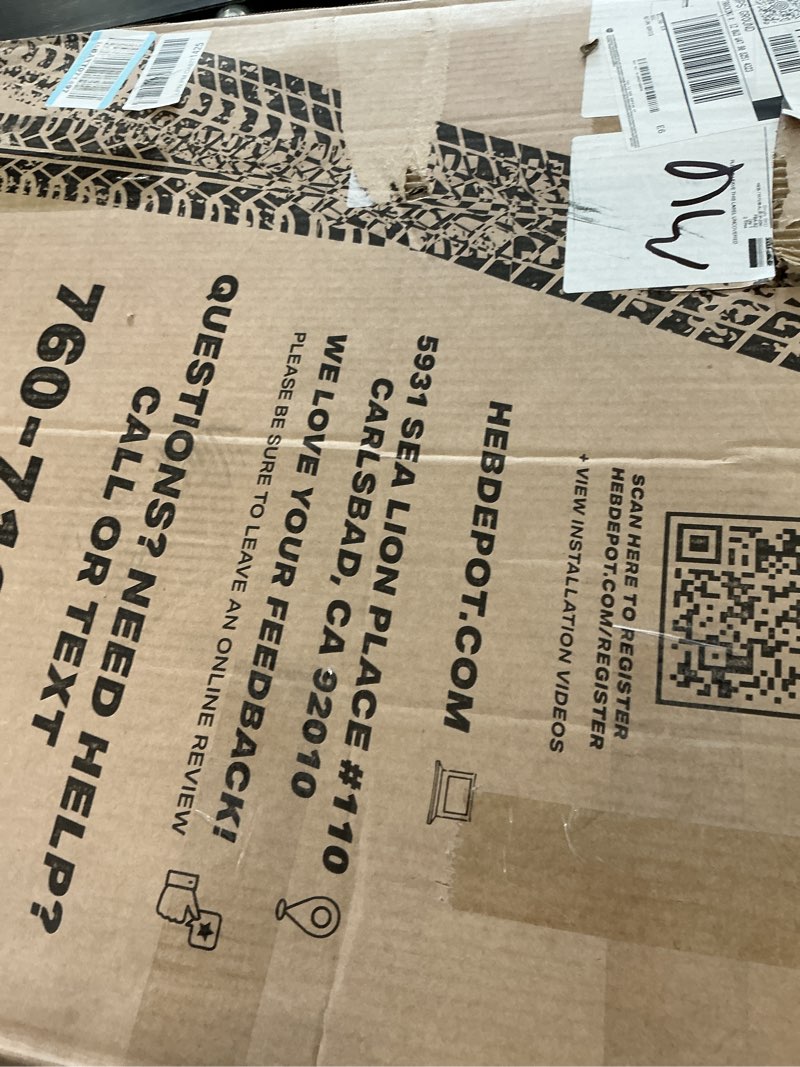 SCAN HERE TO REGISTER
HEBDEPOT.COM/REGISTER
+ VIEW INSTALLATION VIDEOS
HEBDEPOT.COM
5931 SEA LION PLACE #110
CARLSBAD, CA 92010
WE LOVE YOUR FEEDBACK!
PLEASE BE SURE TO LEAVE AN ONLINE REVIEW
QUESTIONS? NEED HELP?
CALL OR TEXT
760-7